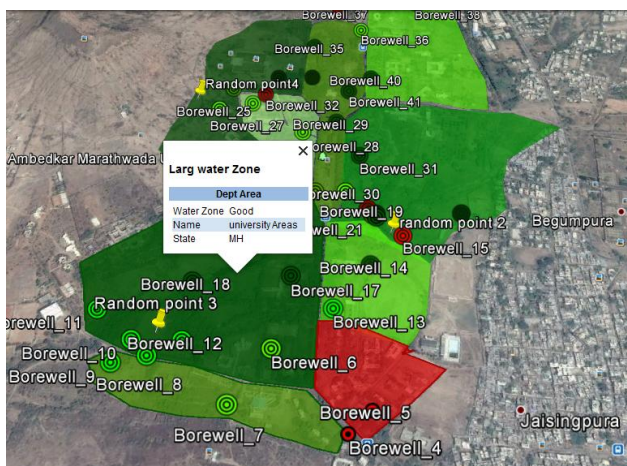 Borewell_37
Borewell_38
Borewell_35
Borewell_36
Borewell_40
Random point4
Borewell_32
Borewell_41
Borewell_25
Borewell_27
Borewell_29
Borewell_28
Ambedkar Marathwada
Borewell_31
Larg water Zone
Dept Area
Water Zone Good
Name university Areas
State MH
Borewell_30
Borewell_19
random point 2
Begumpura
Borewell_21
Borewell_15
Borewell_14
Borewell_18
Borewell_17
Random point 3
Borewell_11
Borewell_13
Borewell_12
Borewell_10
Borewell_6
Borewell_9
Borewell_8
Borewell_5
Jaisingpura
Borewell_7
Borewell_4